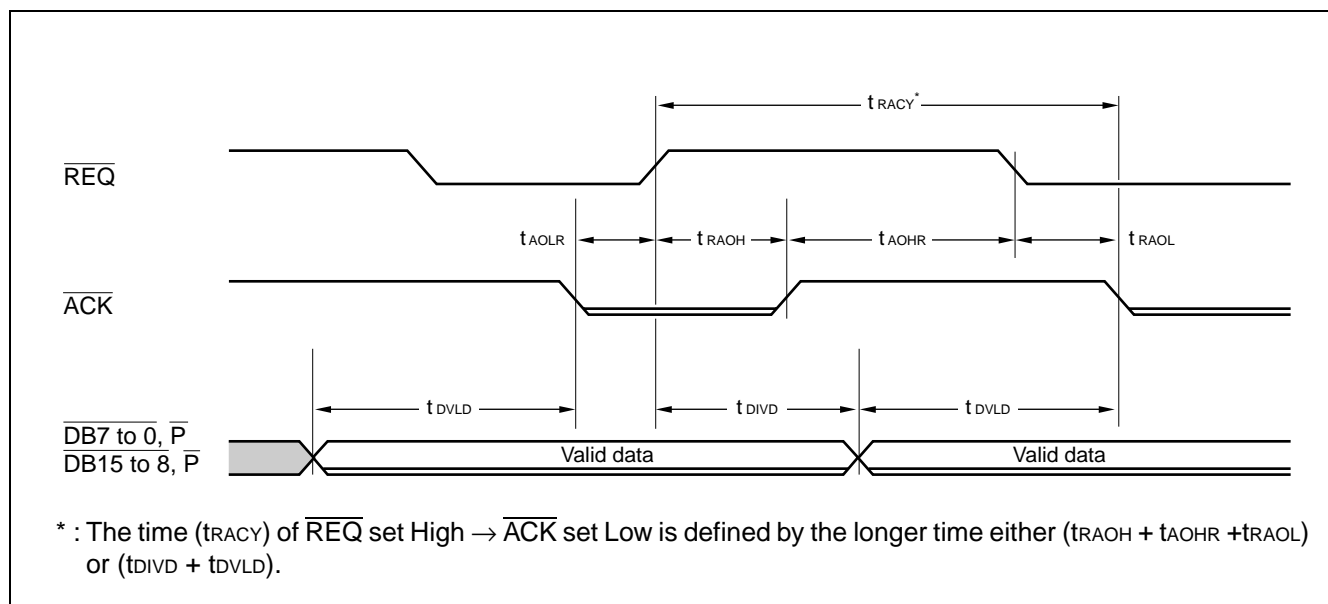 tRACY*
REQ
tAOLR tRAOH tAOHR tRAOL
ACK
tDVLD tDIVD tDVLD
DB7 to 0, P
DB15 to 8, P
Valid data Valid data
* : The time (tRACY) of REQ set High → ACK set Low is defined by the longer time either (tRAOH + tAOHR +tRAOL)
or (tDIVD + tDVLD).